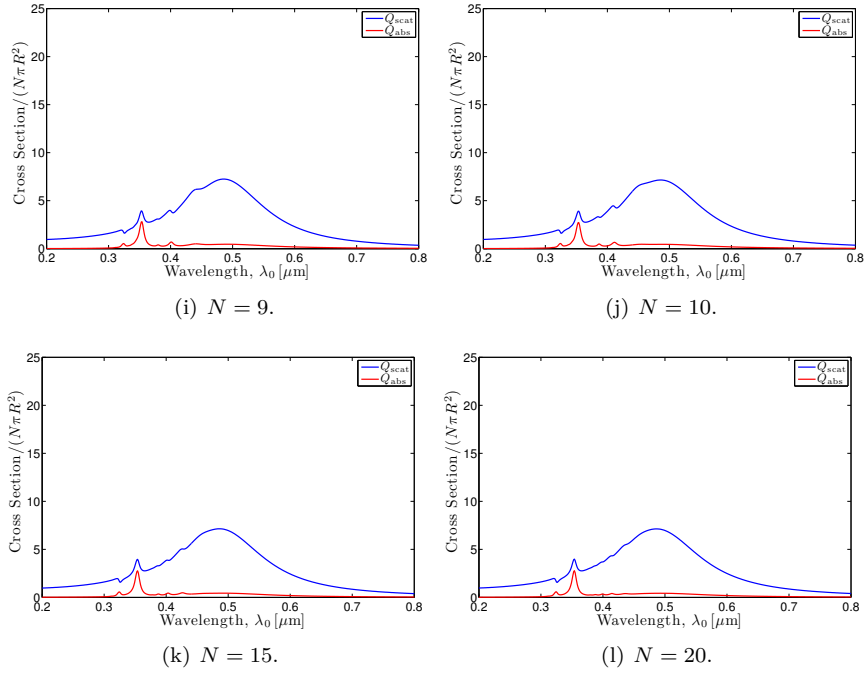 25
20
15
10
5
0
Cross Section/(NπR²)
Q_scat
Q_abs
0.2 0.3 0.4 0.5 0.6 0.7 0.8
Wavelength, λ₀ [μm]
(i) N = 9.
25
20
15
10
5
0
Cross Section/(NπR²)
Q_scat
Q_abs
0.2 0.3 0.4 0.5 0.6 0.7 0.8
Wavelength, λ₀ [μm]
(j) N = 10.
25
20
15
10
5
0
Cross Section/(NπR²)
Q_scat
Q_abs
0.2 0.3 0.4 0.5 0.6 0.7 0.8
Wavelength, λ₀ [μm]
(k) N = 15.
25
20
15
10
5
0
Cross Section/(NπR²)
Q_scat
Q_abs
0.2 0.3 0.4 0.5 0.6 0.7 0.8
Wavelength, λ₀ [μm]
(l) N = 20.